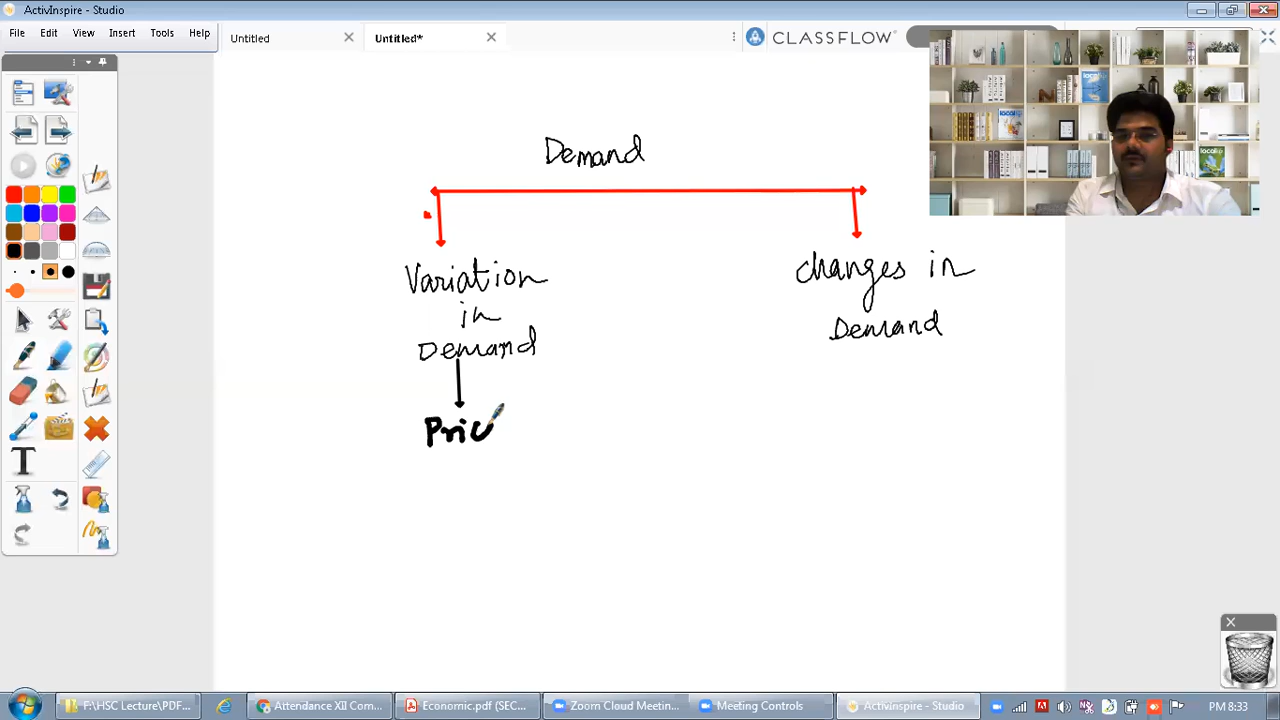 ActivInspire - Studio
File Edit View Insert Tools Help
Untitled
Untitled*
CLASSFLOW
Demand
Variation
in
Demand
changes in
Demand
Pric
T
F:\HSC Lecture\PDF...
Attendance XII Com...
Economic.pdf (SEC...
Zoom Cloud Meetin...
Meeting Controls
ActivInspire - Studio
PM 8:33